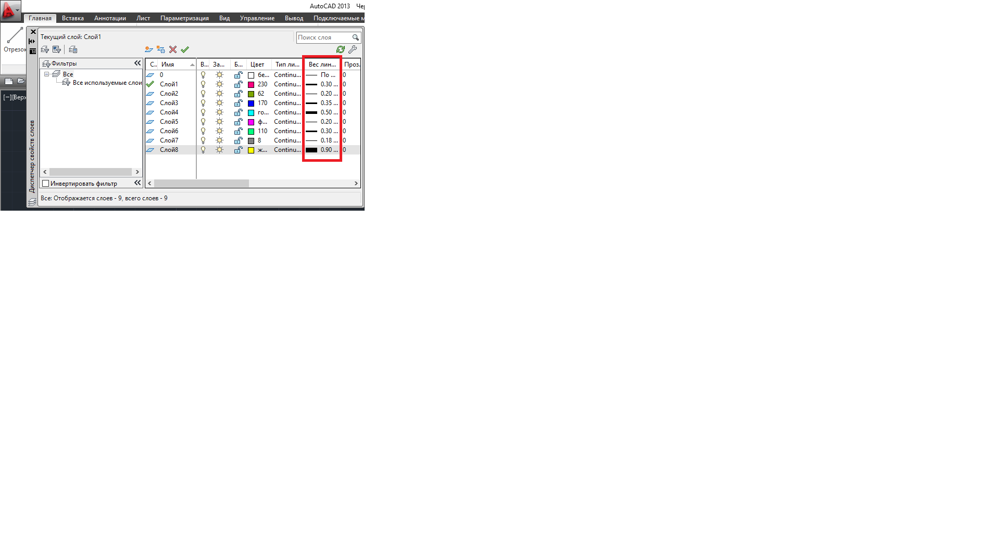 AutoCAD 2013 Чер
Главная Вставка Аннотации Лист Параметризация Вид Управление Вывод Подключаемые м
Отрезок
Текущий слой: Слой1
Поиск слоя
Фильтры
Все
Все используемые слои
Инвертировать фильтр
С.. Имя В... За... Б... Цвет Тип ли... Вес лин... Проз.
0 бе... Continu... По ... 0
Слой1 230 Continu... 0.30 ... 0
Слой2 62 Continu... 0.20 ... 0
Слой3 170 Continu... 0.35 ... 0
Слой4 го... Continu... 0.50 ... 0
Слой5 ф... Continu... 0.20 ... 0
Слой6 110 Continu... 0.30 ... 0
Слой7 8 Continu... 0.18 ... 0
Слой8 ж... Continu... 0.90 ... 0
Все: Отображается слоев - 9, всего слоев - 9
[−][Верх
Диспетчер свойств слоев